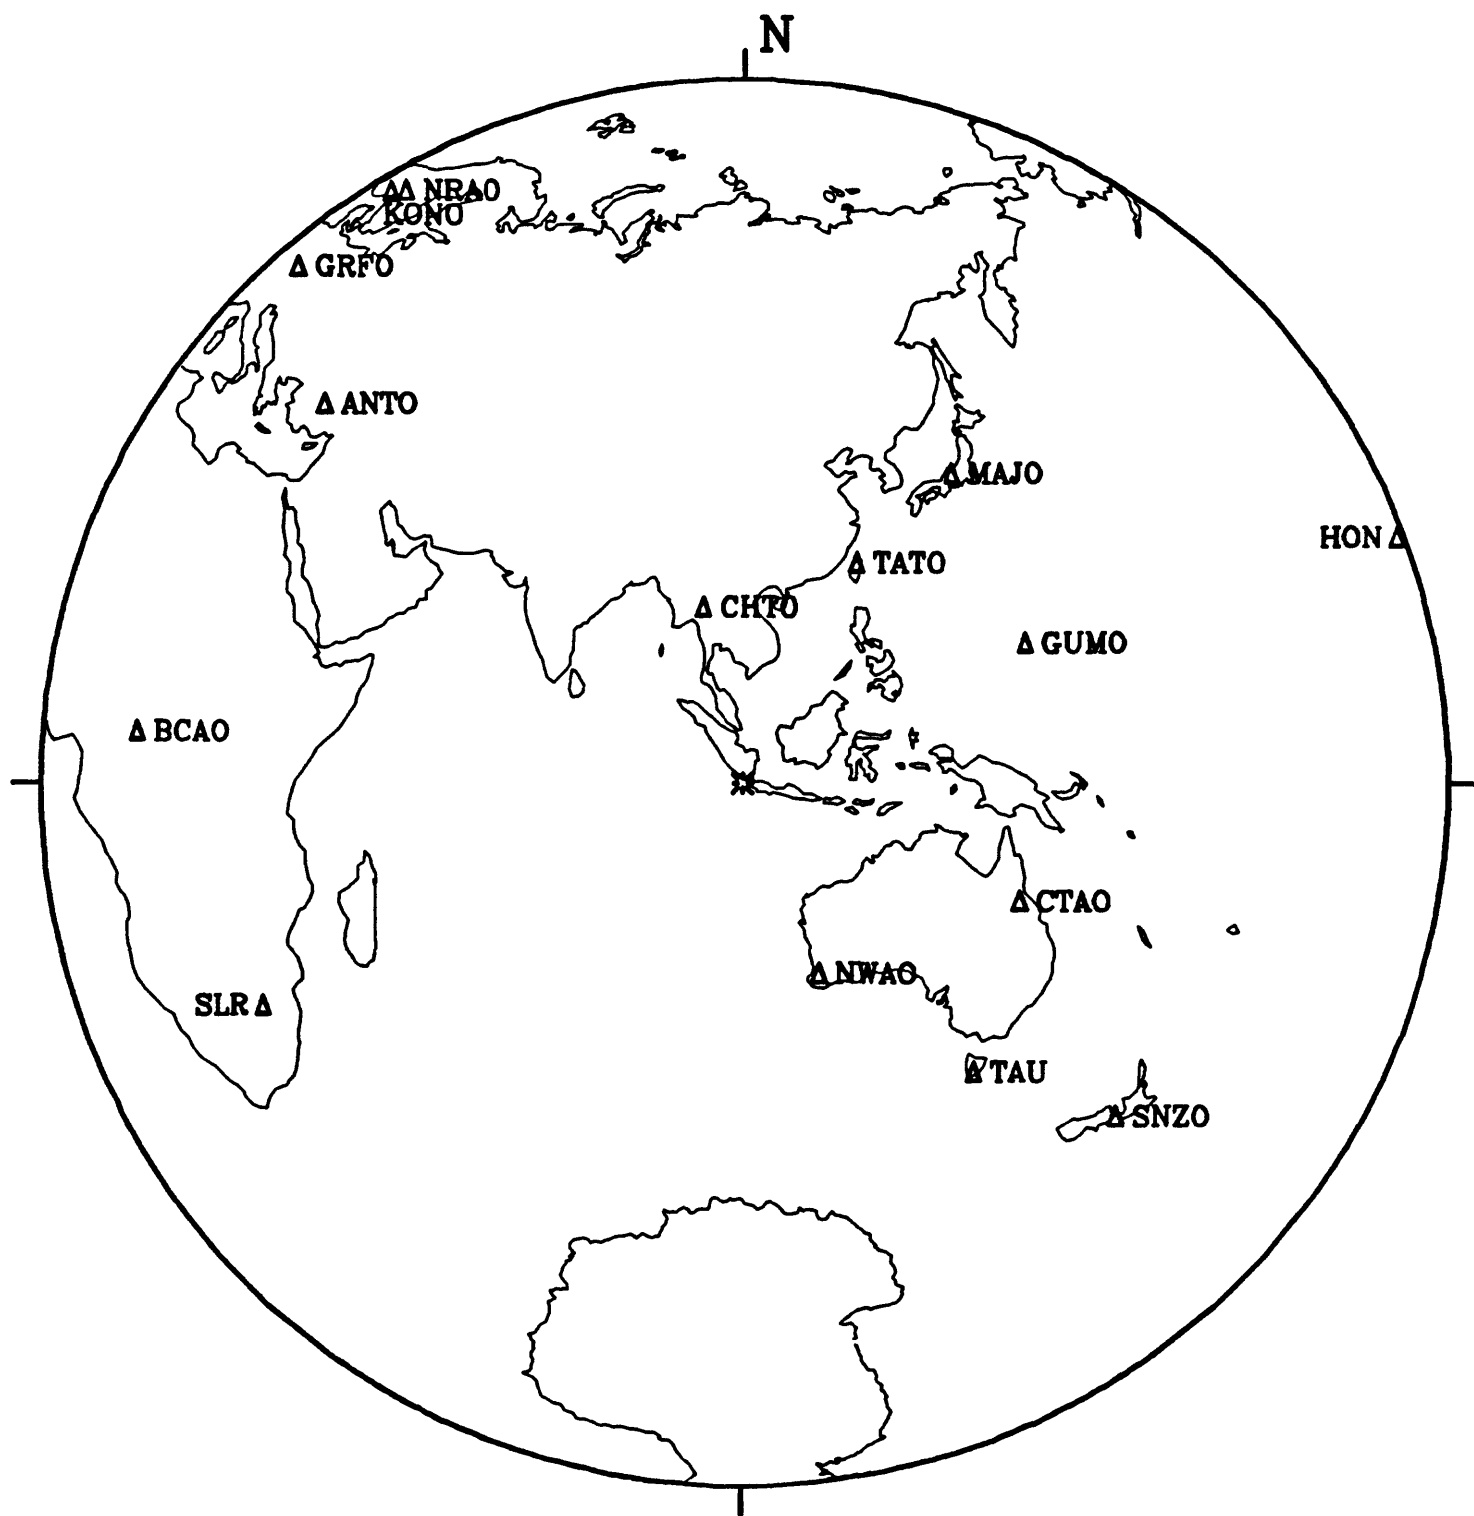 N
NRAO
KONO
GRFO
ANTO
MAJO
HON
TATO
CHTO
GUMO
BCAO
CTAO
NWAO
SLR
TAU
SNZO